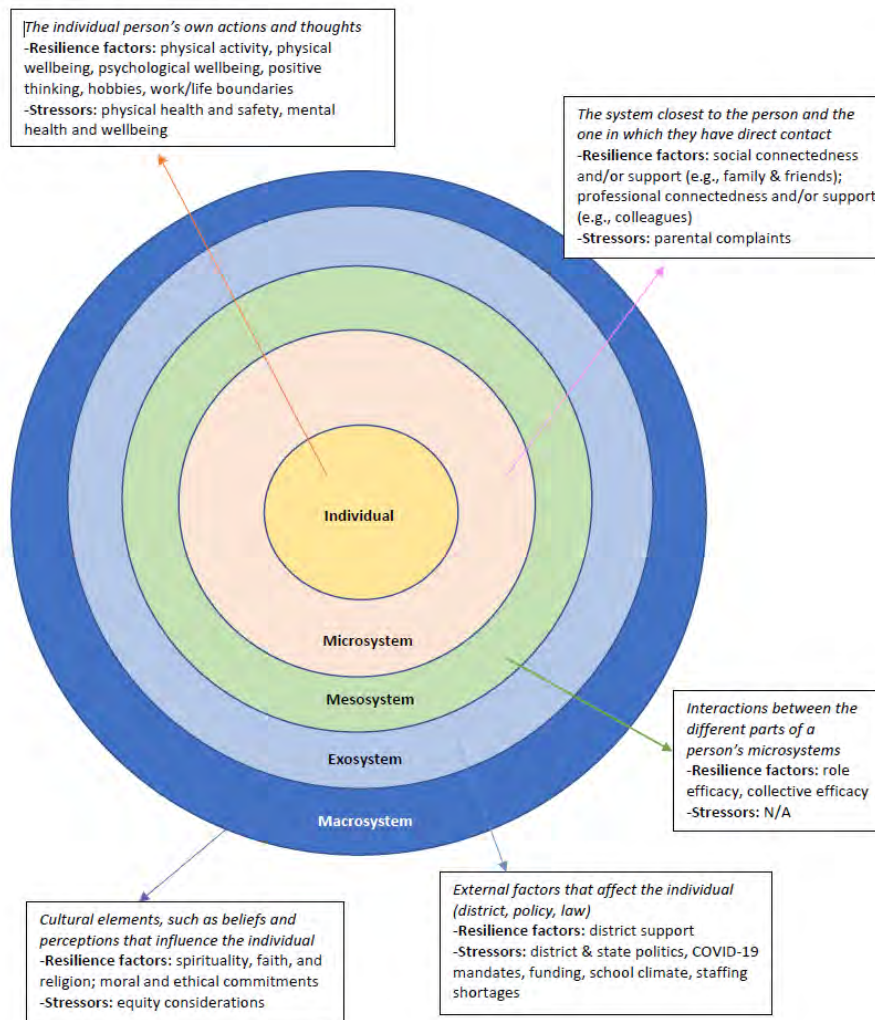 The individual person's own actions and thoughts
-Resilience factors: physical activity, physical
wellbeing, psychological wellbeing, positive
thinking, hobbies, work/life boundaries
-Stressors: physical health and safety, mental
health and wellbeing
The system closest to the person and the
one in which they have direct contact
-Resilience factors: social connectedness
and/or support (e.g., family & friends);
professional connectedness and/or support
(e.g., colleagues)
-Stressors: parental complaints
Individual
Microsystem
Mesosystem
Exosystem
Macrosystem
Interactions between the
different parts of a
person's microsystems
-Resilience factors: role
efficacy, collective efficacy
-Stressors: N/A
External factors that affect the individual
(district, policy, law)
-Resilience factors: district support
-Stressors: district & state politics, COVID-19
mandates, funding, school climate, staffing
shortages
Cultural elements, such as beliefs and
perceptions that influence the individual
-Resilience factors: spirituality, faith, and
religion; moral and ethical commitments
-Stressors: equity considerations